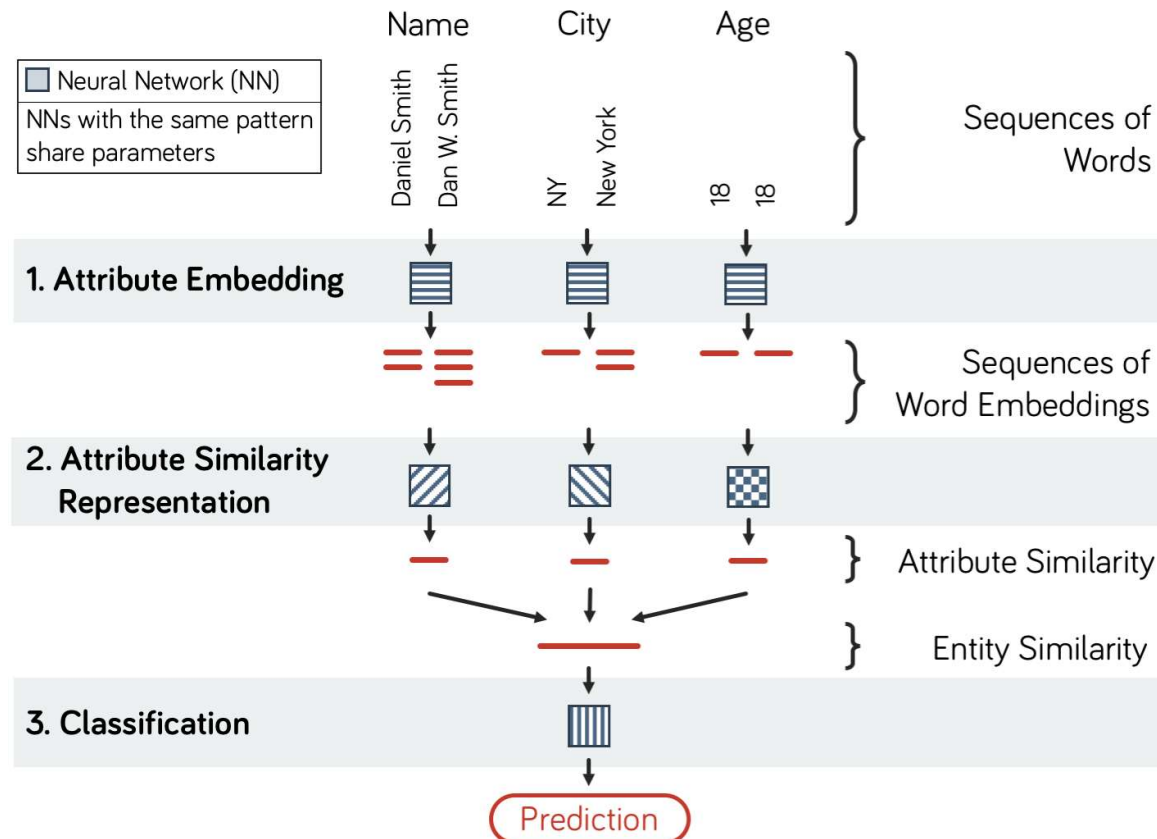 Name
City
Age
Neural Network (NN)
NNs with the same pattern
share parameters
Daniel Smith
Dan W. Smith
NY
New York
18
18
Sequences of
Words
1. Attribute Embedding
Sequences of
Word Embeddings
2. Attribute Similarity
Representation
Attribute Similarity
Entity Similarity
3. Classification
Prediction